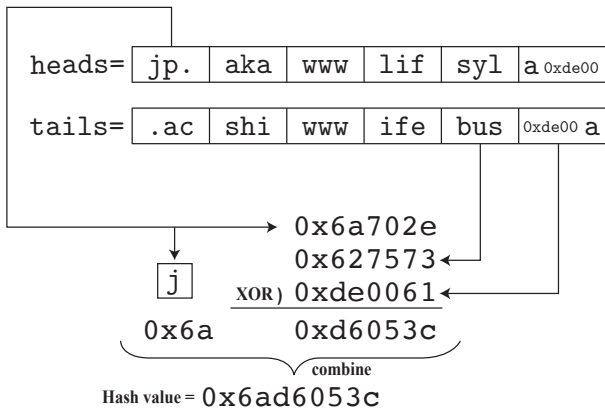 heads= jp. aka www lif syl a 0xde00
tails= .ac shi www ife bus 0xde00 a
0x6a702e
0x627573
j XOR) 0xde0061
0x6a 0xd6053c
combine
Hash value = 0x6ad6053c